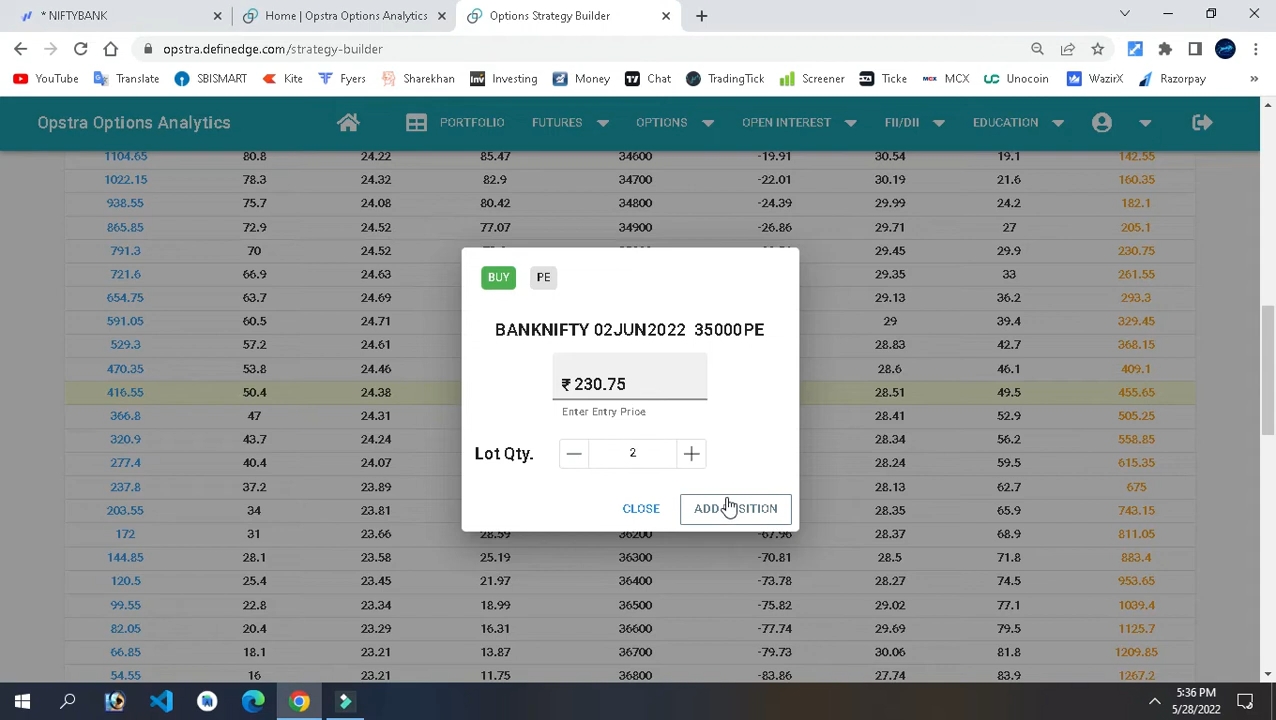 * NIFTYBANK
Home | Opstra Options Analytics
Options Strategy Builder
opstra.definedge.com/strategy-builder
YouTube Translate SBISMART Kite Fyers Sharekhan Investing Money Chat TradingTick Screener Ticke MCX Unocoin WazirX Razorpay »
Opstra Options Analytics PORTFOLIO FUTURES OPTIONS OPEN INTEREST FII/DII EDUCATION
1104.65 80.8 24.22 85.47 34600 -19.91 30.54 19.1 142.55
1022.15 78.3 24.32 82.9 34700 -22.01 30.19 21.6 160.35
938.55 75.7 24.08 80.42 34800 -24.39 29.99 24.2 182.1
865.85 72.9 24.52 77.07 34900 -26.86 29.71 27 205.1
791.3 70 24.52 29.45 29.9 230.75
721.6 66.9 24.63 29.35 33 261.55
654.75 63.7 24.69 29.13 36.2 293.3
591.05 60.5 24.71 29 39.4 329.45
529.3 57.2 24.61 28.83 42.7 368.15
470.35 53.8 24.46 28.6 46.1 409.1
416.55 50.4 24.38 28.51 49.5 455.65
366.8 47 24.31 28.41 52.9 505.25
320.9 43.7 24.24 28.34 56.2 558.85
277.4 40.4 24.07 28.24 59.5 615.35
237.8 37.2 23.89 28.13 62.7 675
203.55 34 23.81 28.35 65.9 743.15
172 31 23.66 28.59 36200 -67.96 28.37 68.9 811.05
144.85 28.1 23.58 25.19 36300 -70.81 28.5 71.8 883.4
120.5 25.4 23.45 21.97 36400 -73.78 28.27 74.5 953.65
99.55 22.8 23.34 18.99 36500 -75.82 29.02 77.1 1039.4
82.05 20.4 23.29 16.31 36600 -77.74 29.69 79.5 1125.7
66.85 18.1 23.21 13.87 36700 -79.73 30.06 81.8 1209.85
54.55 16 23.21 11.75 36800 -83.86 27.74 83.9 1267.2
BUY PE
BANKNIFTY 02JUN2022 35000PE
₹ 230.75
Enter Entry Price
Lot Qty. 2
CLOSE ADD POSITION
5:36 PM
5/28/2022